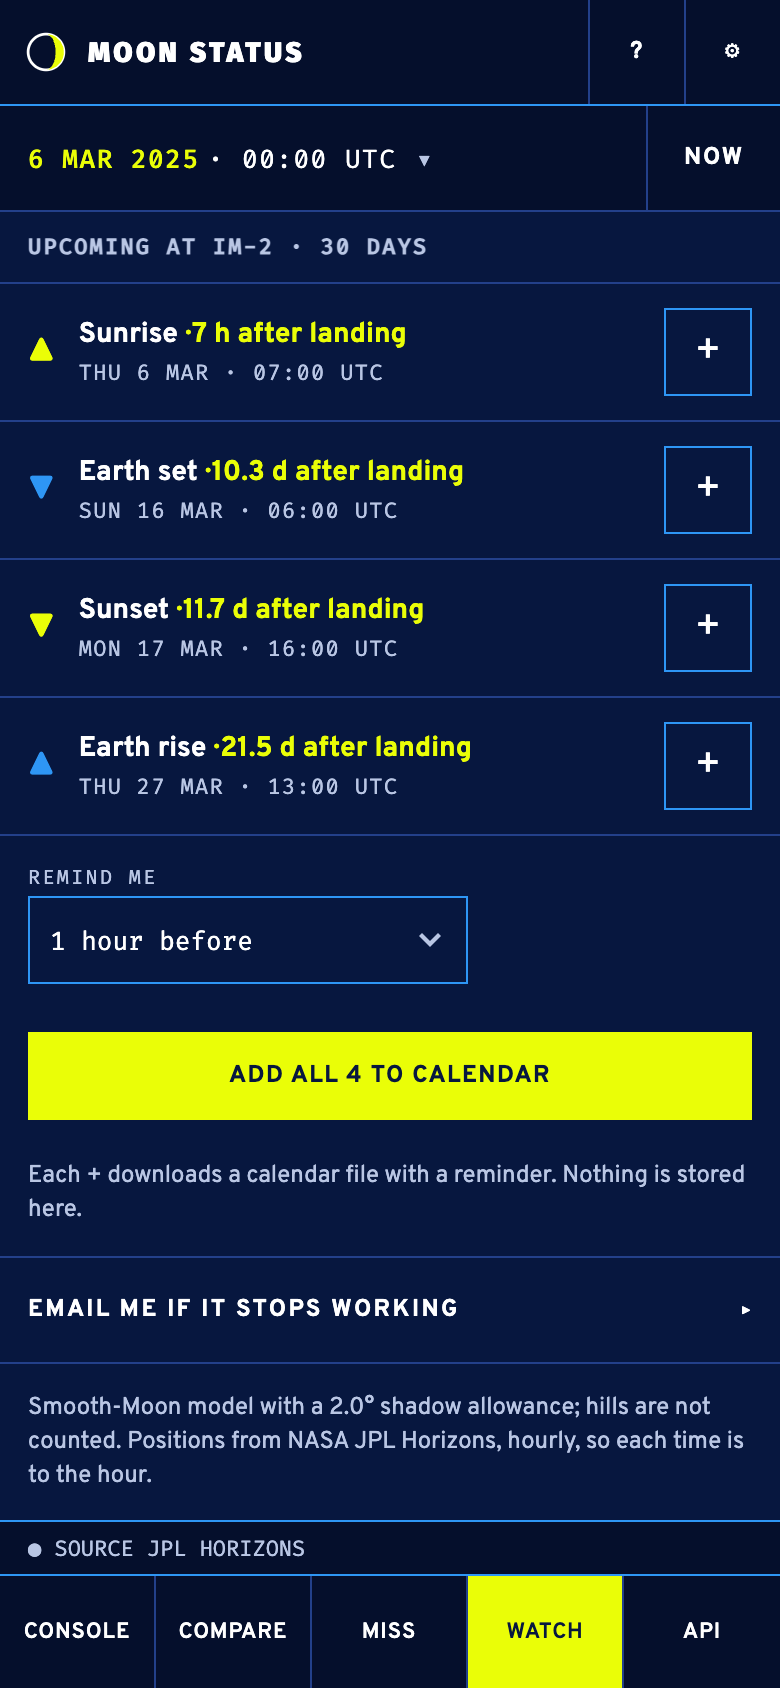 MOON STATUS
?
6 MAR 2025 · 00:00 UTC ▾
NOW
UPCOMING AT IM-2 · 30 DAYS
Sunrise ·7 h after landing
THU 6 MAR · 07:00 UTC
+
Earth set ·10.3 d after landing
SUN 16 MAR · 06:00 UTC
+
Sunset ·11.7 d after landing
MON 17 MAR · 16:00 UTC
+
Earth rise ·21.5 d after landing
THU 27 MAR · 13:00 UTC
+
REMIND ME
1 hour before
ADD ALL 4 TO CALENDAR
Each + downloads a calendar file with a reminder. Nothing is stored
here.
EMAIL ME IF IT STOPS WORKING ▸
Smooth-Moon model with a 2.0° shadow allowance; hills are not
counted. Positions from NASA JPL Horizons, hourly, so each time is
to the hour.
● SOURCE JPL HORIZONS
CONSOLE
COMPARE
MISS
WATCH
API